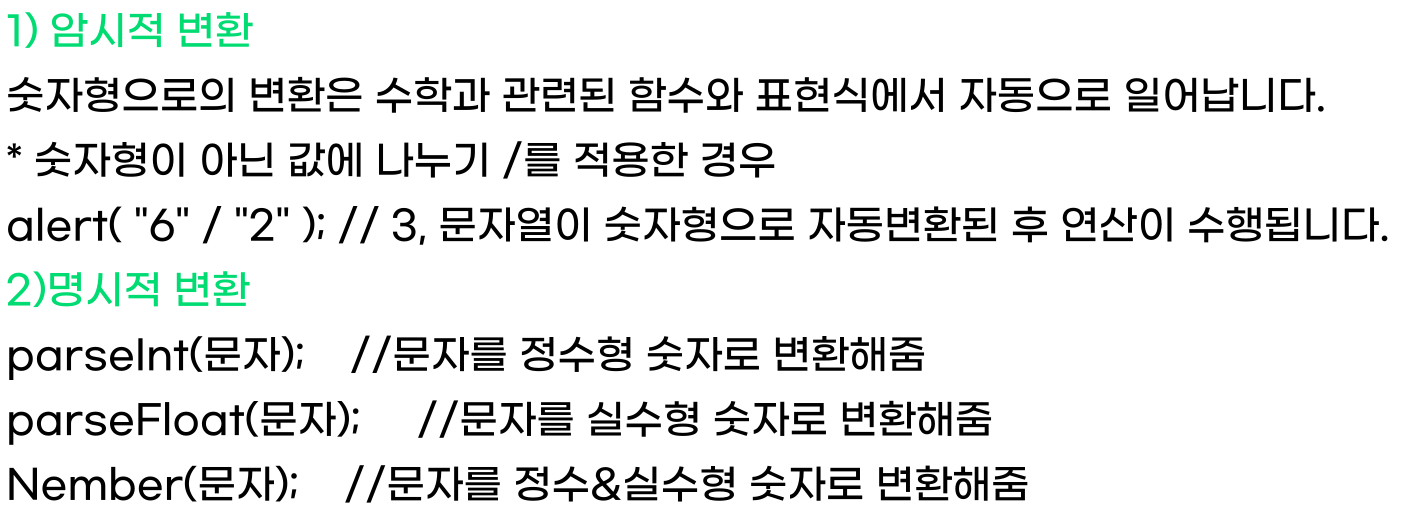 1) 암시적 변환
숫자형으로의 변환은 수학과 관련된 함수와 표현식에서 자동으로 일어납니다.
* 숫자형이 아닌 값에 나누기 /를 적용한 경우
alert( "6" / "2" ); // 3, 문자열이 숫자형으로 자동변환된 후 연산이 수행됩니다.
2)명시적 변환
parseInt(문자); //문자를 정수형 숫자로 변환해줌
parseFloat(문자); //문자를 실수형 숫자로 변환해줌
Nember(문자); //문자를 정수&실수형 숫자로 변환해줌